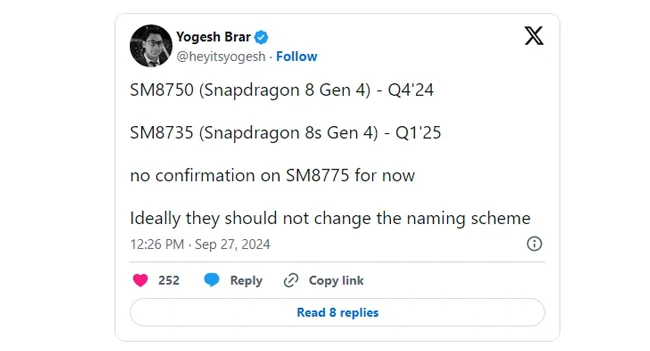 Yogesh Brar
@heyitsyogesh · Follow
X
SM8750 (Snapdragon 8 Gen 4) - Q4'24
SM8735 (Snapdragon 8s Gen 4) - Q1'25
no confirmation on SM8775 for now
Ideally they should not change the naming scheme
12:26 PM · Sep 27, 2024
252 Reply Copy link
Read 8 replies